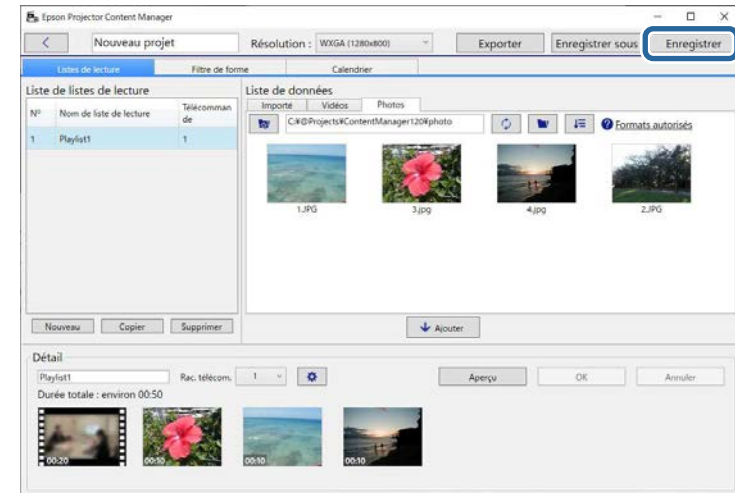 Epson Projector Content Manager
Nouveau projet Résolution : WXGA (1280x800) Exporter Enregistrer sous Enregistrer
Listes de lecture Filtre de forme Calendrier
Liste de listes de lecture
Nº Nom de liste de lecture Télécomman
de
1 Playlist1 1
Nouveau Copier Supprimer
Liste de données
Importé Vidéos Photos
C:¥@Projects¥ContentManager120¥photo Formats autorisés
1.JPG 3.jpg 4.jpg 2.JPG
Ajouter
Détail
Playlist1 Rac. télécom. 1 Aperçu OK Annuler
Durée totale : environ 00:50
00:20 00:10 00:10 00:10